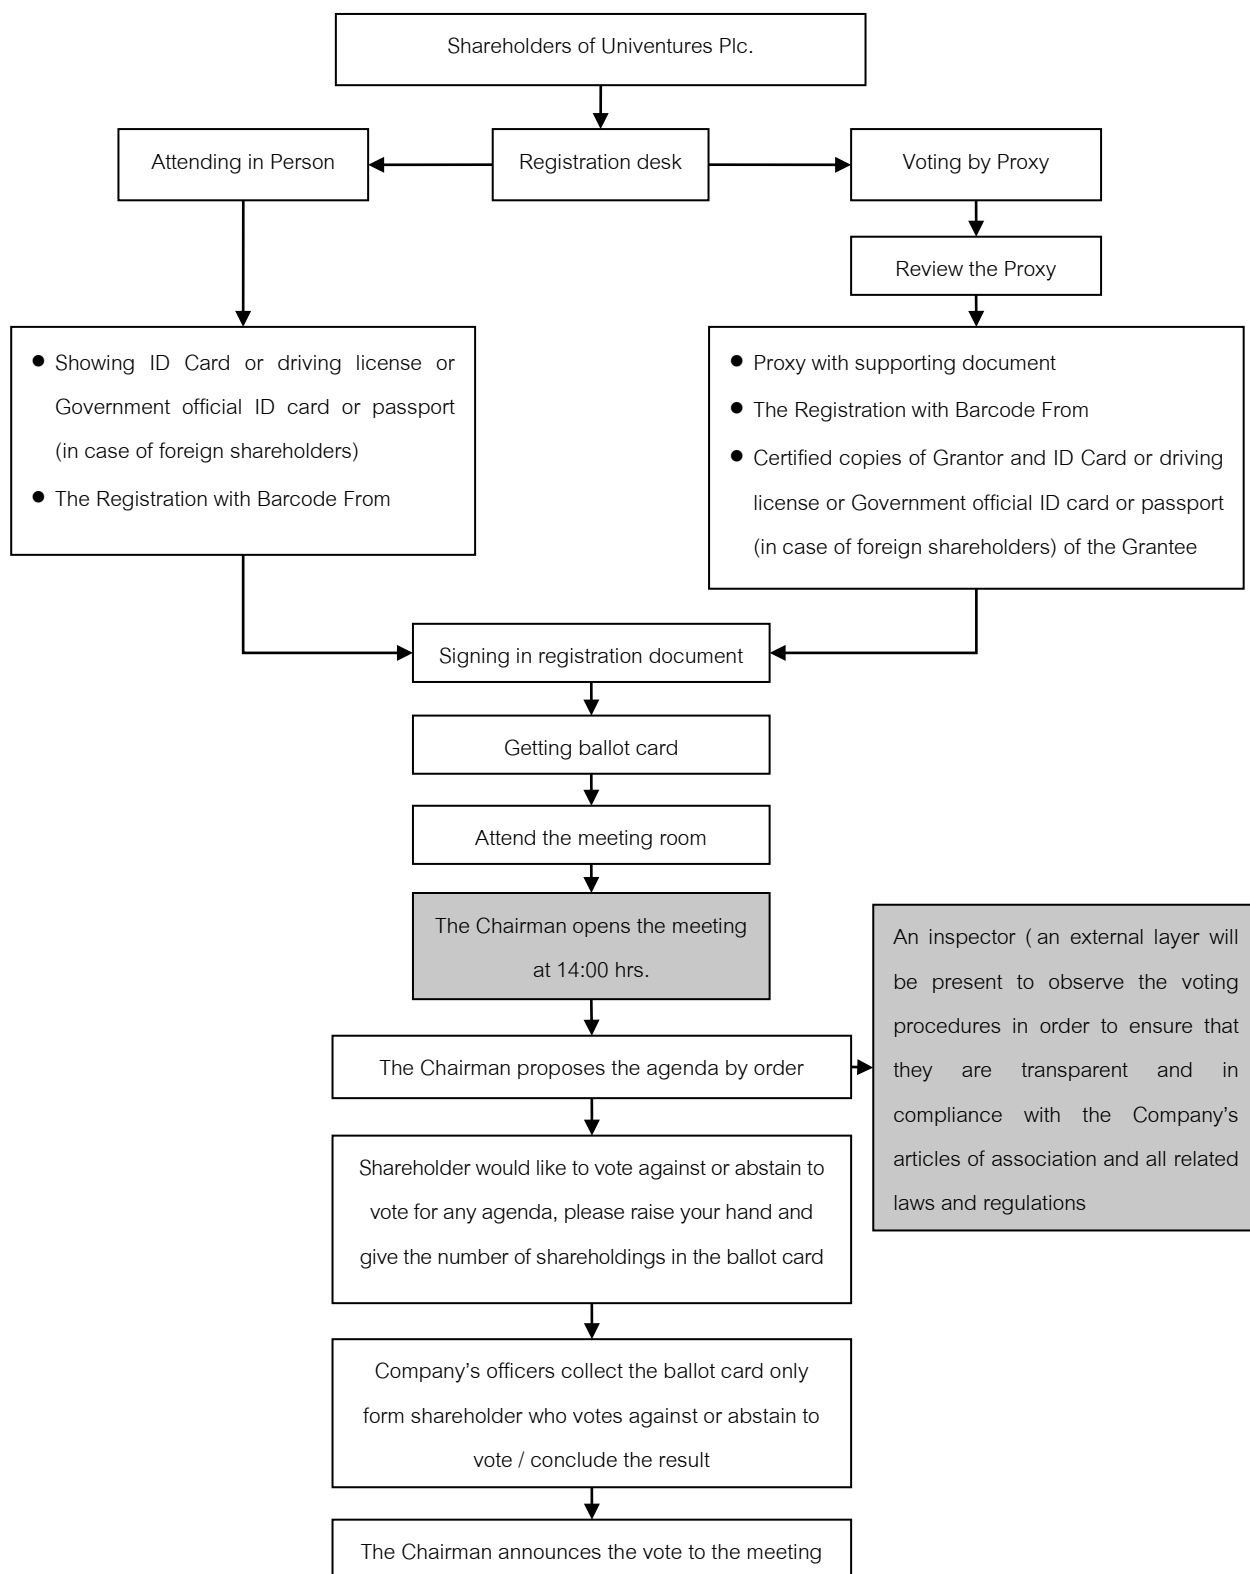 Shareholders of Univentures Plc.
Attending in Person
Registration desk
Voting by Proxy
Review the Proxy
● Showing ID Card or driving license or
Government official ID card or passport
(in case of foreign shareholders)
● The Registration with Barcode From
● Proxy with supporting document
● The Registration with Barcode From
● Certified copies of Grantor and ID Card or driving
license or Government official ID card or passport
(in case of foreign shareholders) of the Grantee
Signing in registration document
Getting ballot card
Attend the meeting room
The Chairman opens the meeting
at 14:00 hrs.
An inspector ( an external layer will
be present to observe the voting
procedures in order to ensure that
they are transparent and in
compliance with the Company’s
articles of association and all related
laws and regulations
The Chairman proposes the agenda by order
Shareholder would like to vote against or abstain to
vote for any agenda, please raise your hand and
give the number of shareholdings in the ballot card
Company’s officers collect the ballot card only
form shareholder who votes against or abstain to
vote / conclude the result
The Chairman announces the vote to the meeting